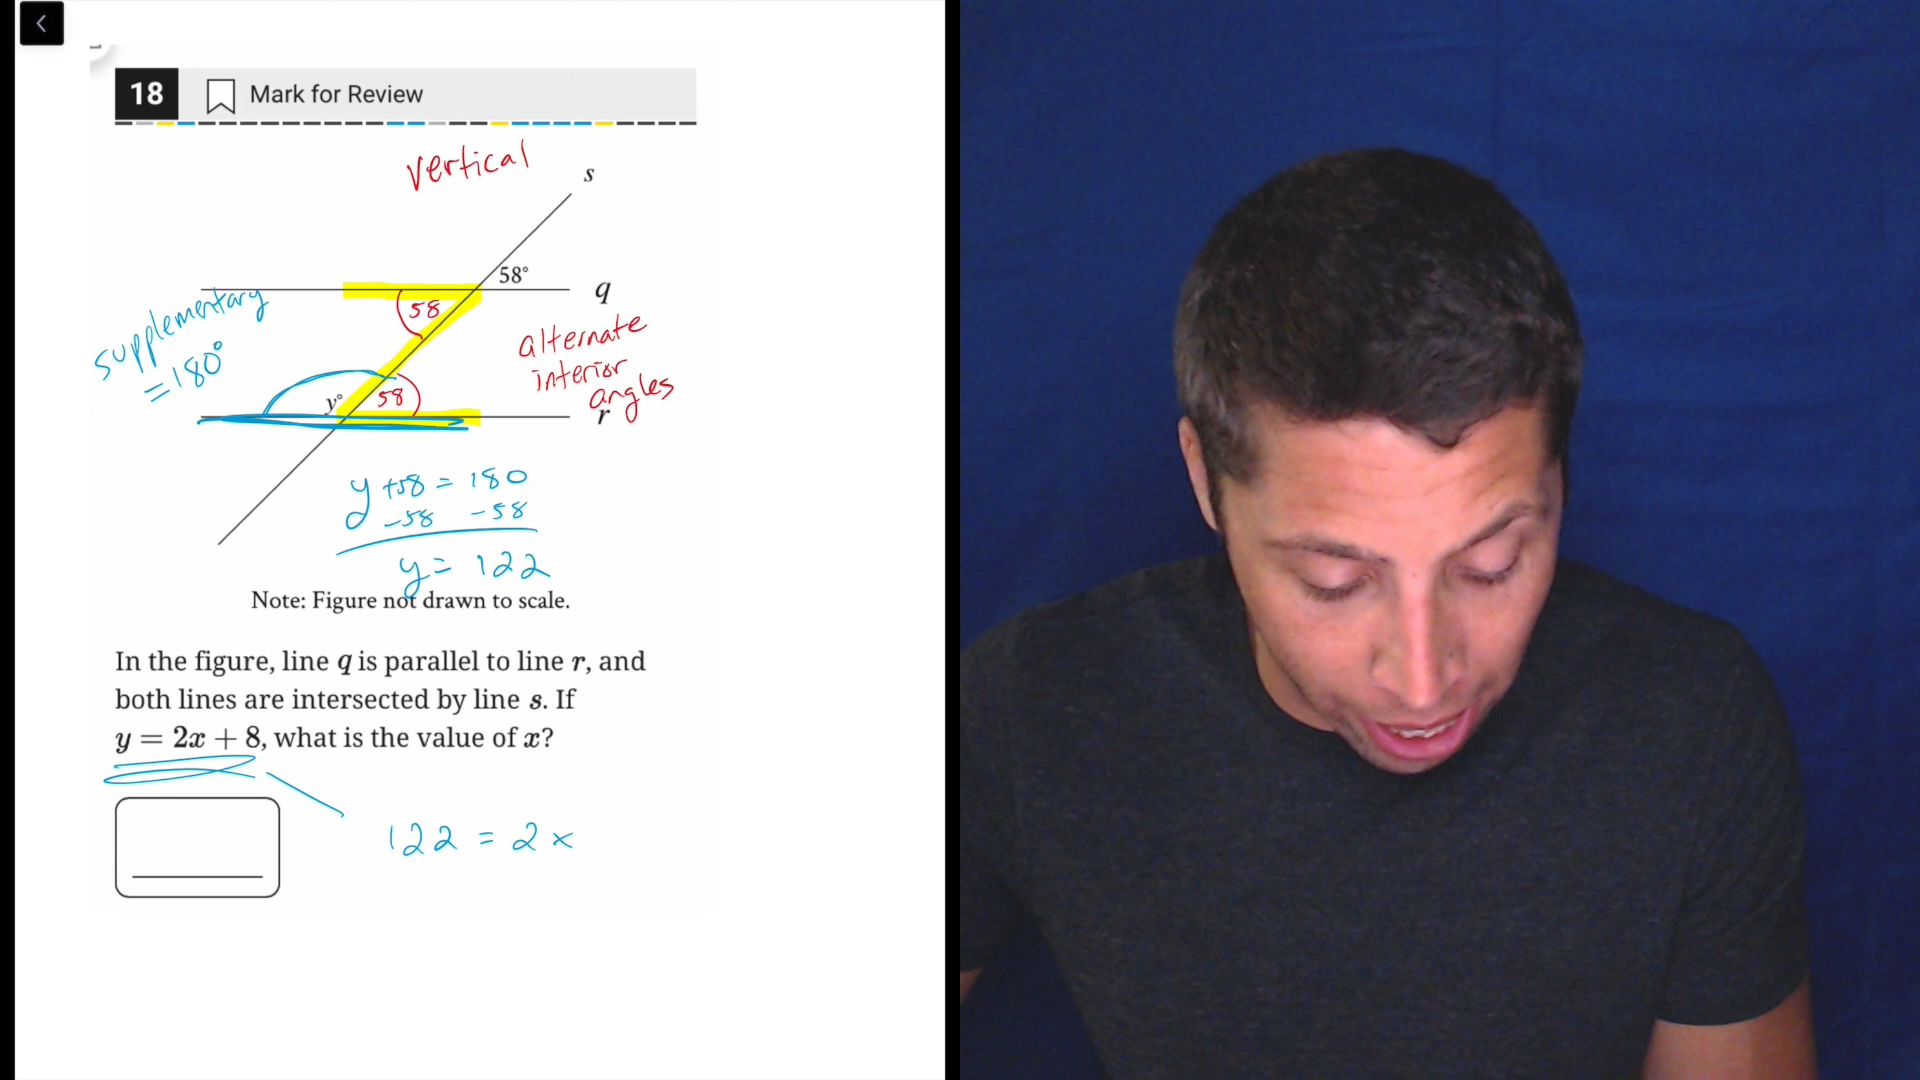 18 Mark for Review
vertical
s
58°
q
58
supplementary
=180°
alternate
interior
angles
y°
58
r
y+58 = 180
-58 -58
y= 122
Note: Figure not drawn to scale.
In the figure, line q is parallel to line r, and
both lines are intersected by line s. If
y = 2x + 8, what is the value of x?
122 = 2x